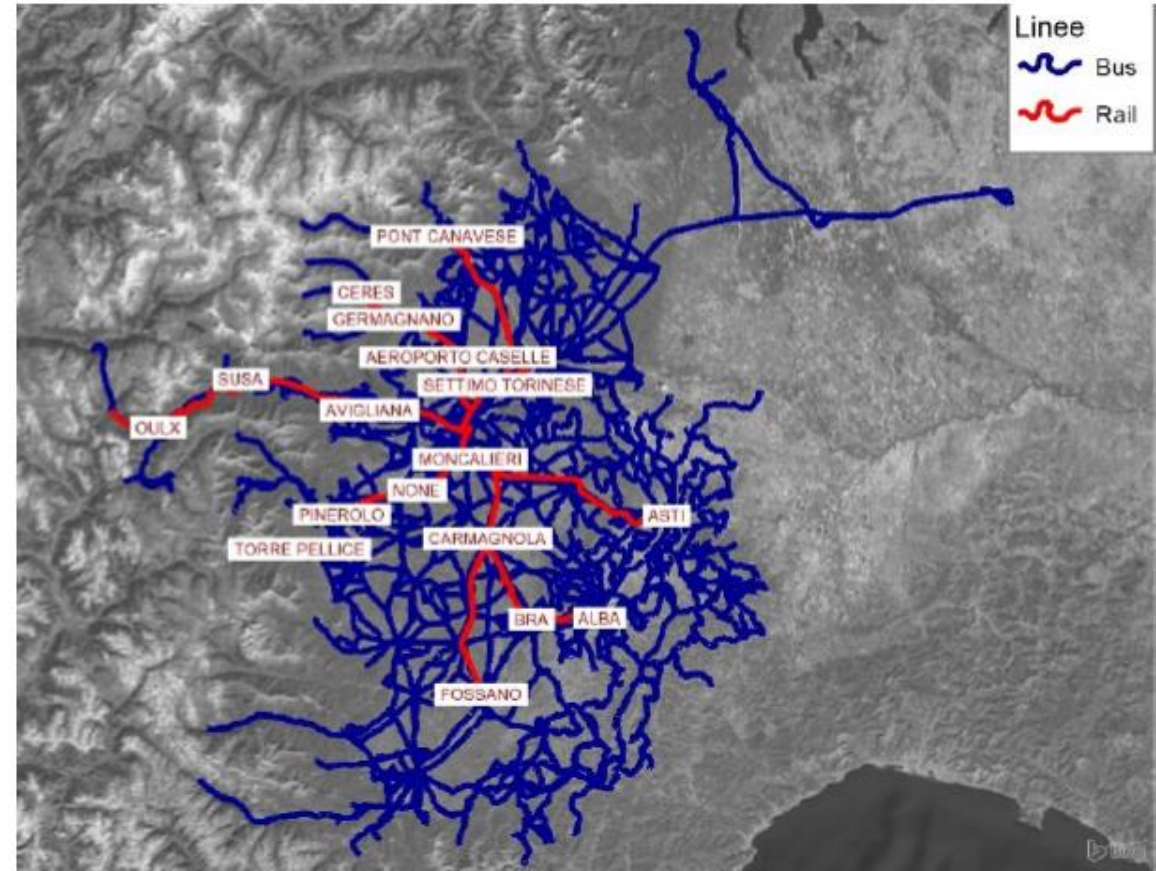 Linee
Bus
Rail
PONT CANAVESE
CERES
GERMAGNANO
AEROPORTO CASELLE
SUSA
SETTIMO TORINESE
AVIGLIANA
OULX
MONCALIERI
NONE
PINEROLO
ASTI
CARMAGNOLA
TORRE PELLICE
BRA
ALBA
FOSSANO